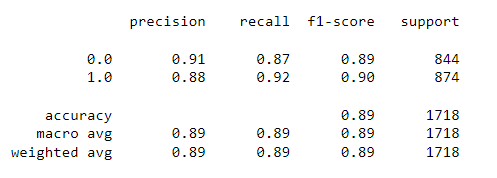 precision recall f1-score support
0.0 0.91 0.87 0.89 844
1.0 0.88 0.92 0.90 874
accuracy 0.89 1718
macro avg 0.89 0.89 0.89 1718
weighted avg 0.89 0.89 0.89 1718